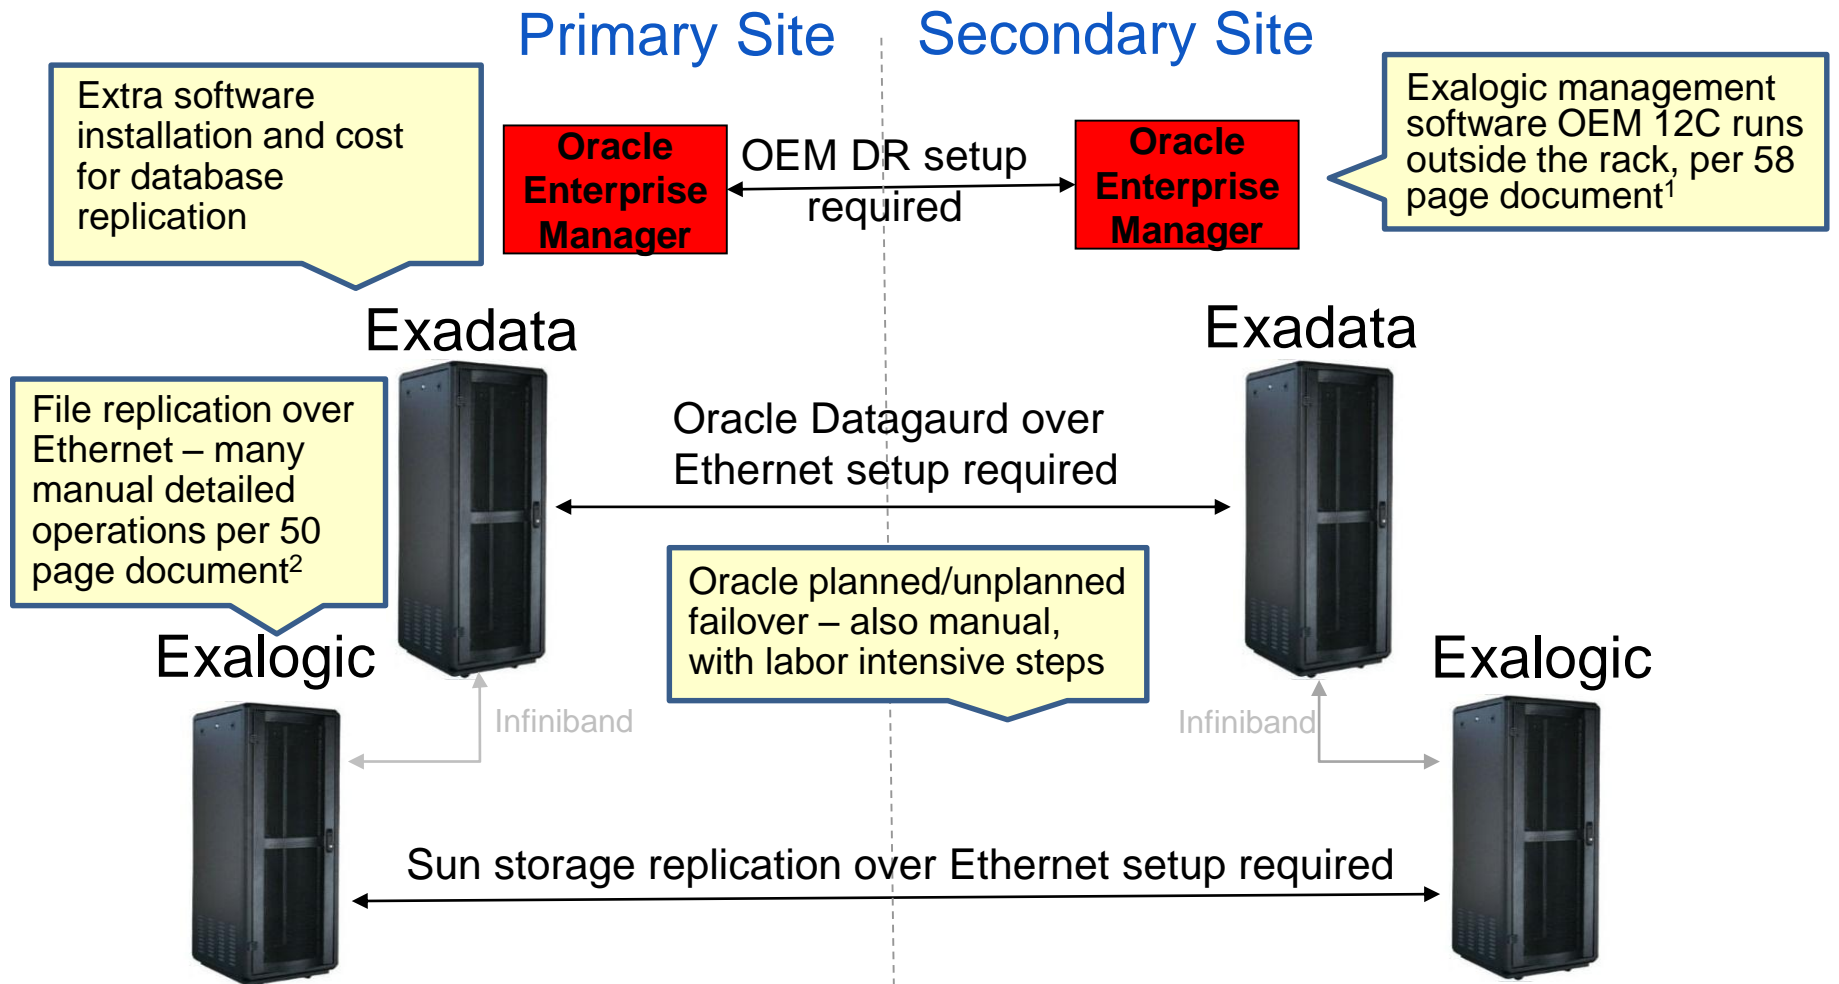 Primary Site
Secondary Site
Extra software
installation and cost
for database
replication
Oracle
Enterprise
Manager
OEM DR setup
required
Oracle
Enterprise
Manager
Exalogic management
software OEM 12C runs
outside the rack, per 58
page document1
Exadata
Exadata
File replication over
Ethernet – many
manual detailed
operations per 50
page document2
Oracle Datagaurd over
Ethernet setup required
Oracle planned/unplanned
failover – also manual,
with labor intensive steps
Exalogic
Exalogic
Infiniband
Infiniband
Sun storage replication over Ethernet setup required